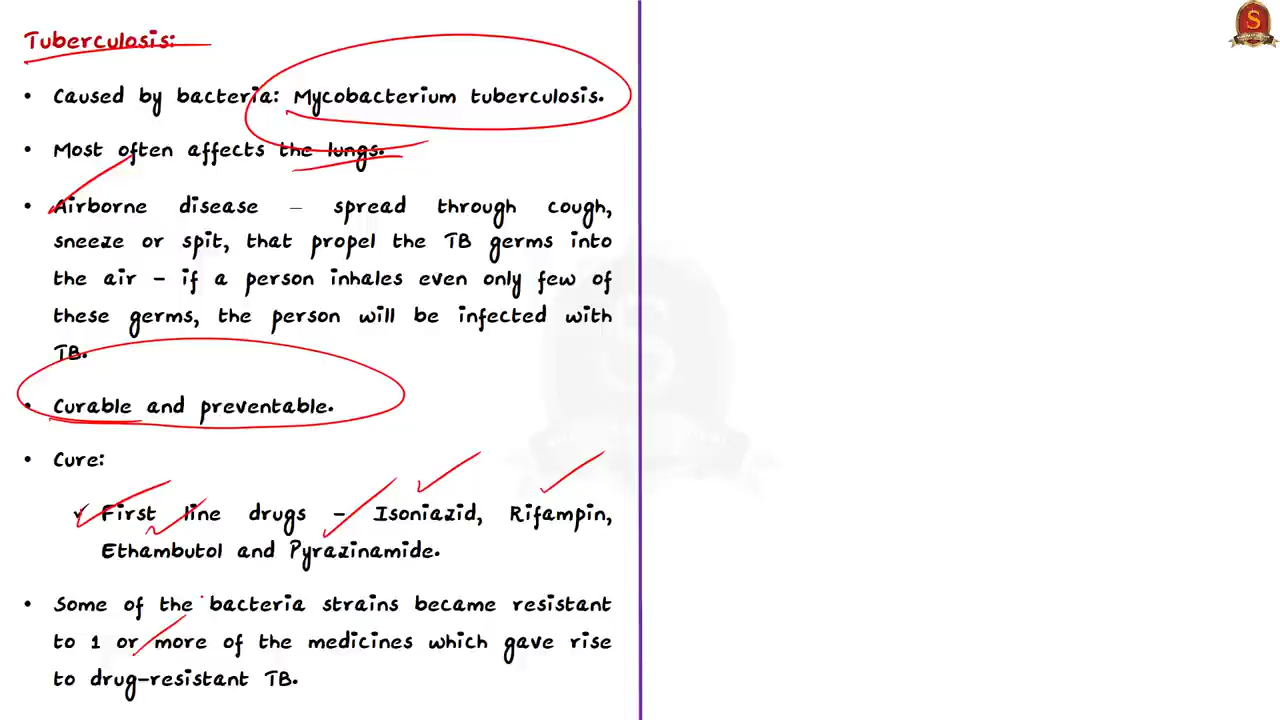 Tuberculosis:
• Caused by bacteria: Mycobacterium tuberculosis.
• Most often affects the lungs.
• Airborne disease – spread through cough,
sneeze or spit, that propel the TB germs into
the air – if a person inhales even only few of
these germs, the person will be infected with
TB.
• Curable and preventable.
• Cure:
✓ First line drugs – Isoniazid, Rifampin,
Ethambutol and Pyrazinamide.
• Some of the bacteria strains became resistant
to 1 or more of the medicines which gave rise
to drug-resistant TB.
S